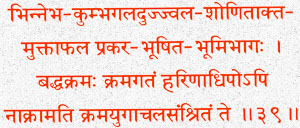 भिन्नेभ-कुम्भगलदुज्ज्वल-शोणिताक्त-
मुक्ताफल प्रकर-भूषित-भूमिभागः ।
बद्धक्रमः क्रमगतं हरिणाधिपोऽपि
नाक्रामति क्रमयुगाचलसंश्रितं ते ॥३९॥